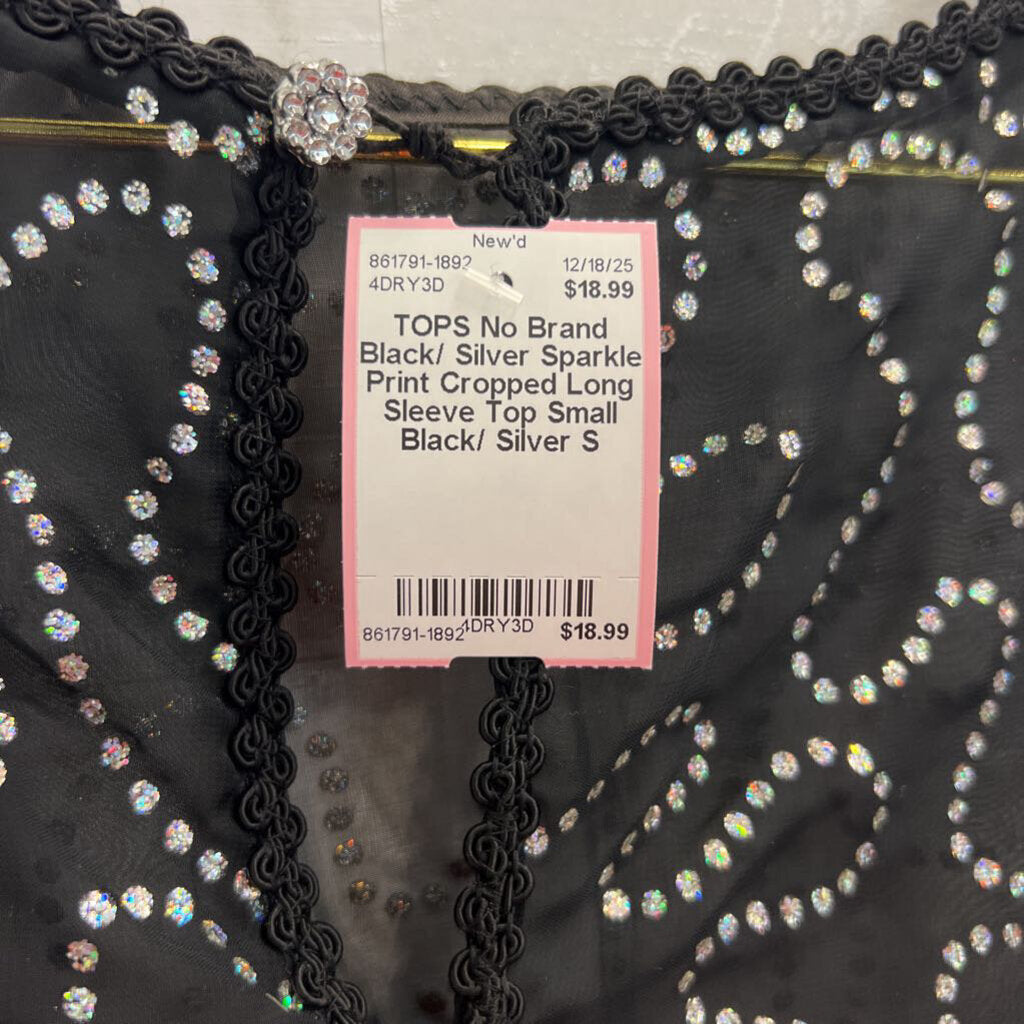 New'd
861791-1892 12/18/25
4DRY3D $18.99
TOPS No Brand
Black/ Silver Sparkle
Print Cropped Long
Sleeve Top Small
Black/ Silver S
861791-1892 4DRY3D $18.99